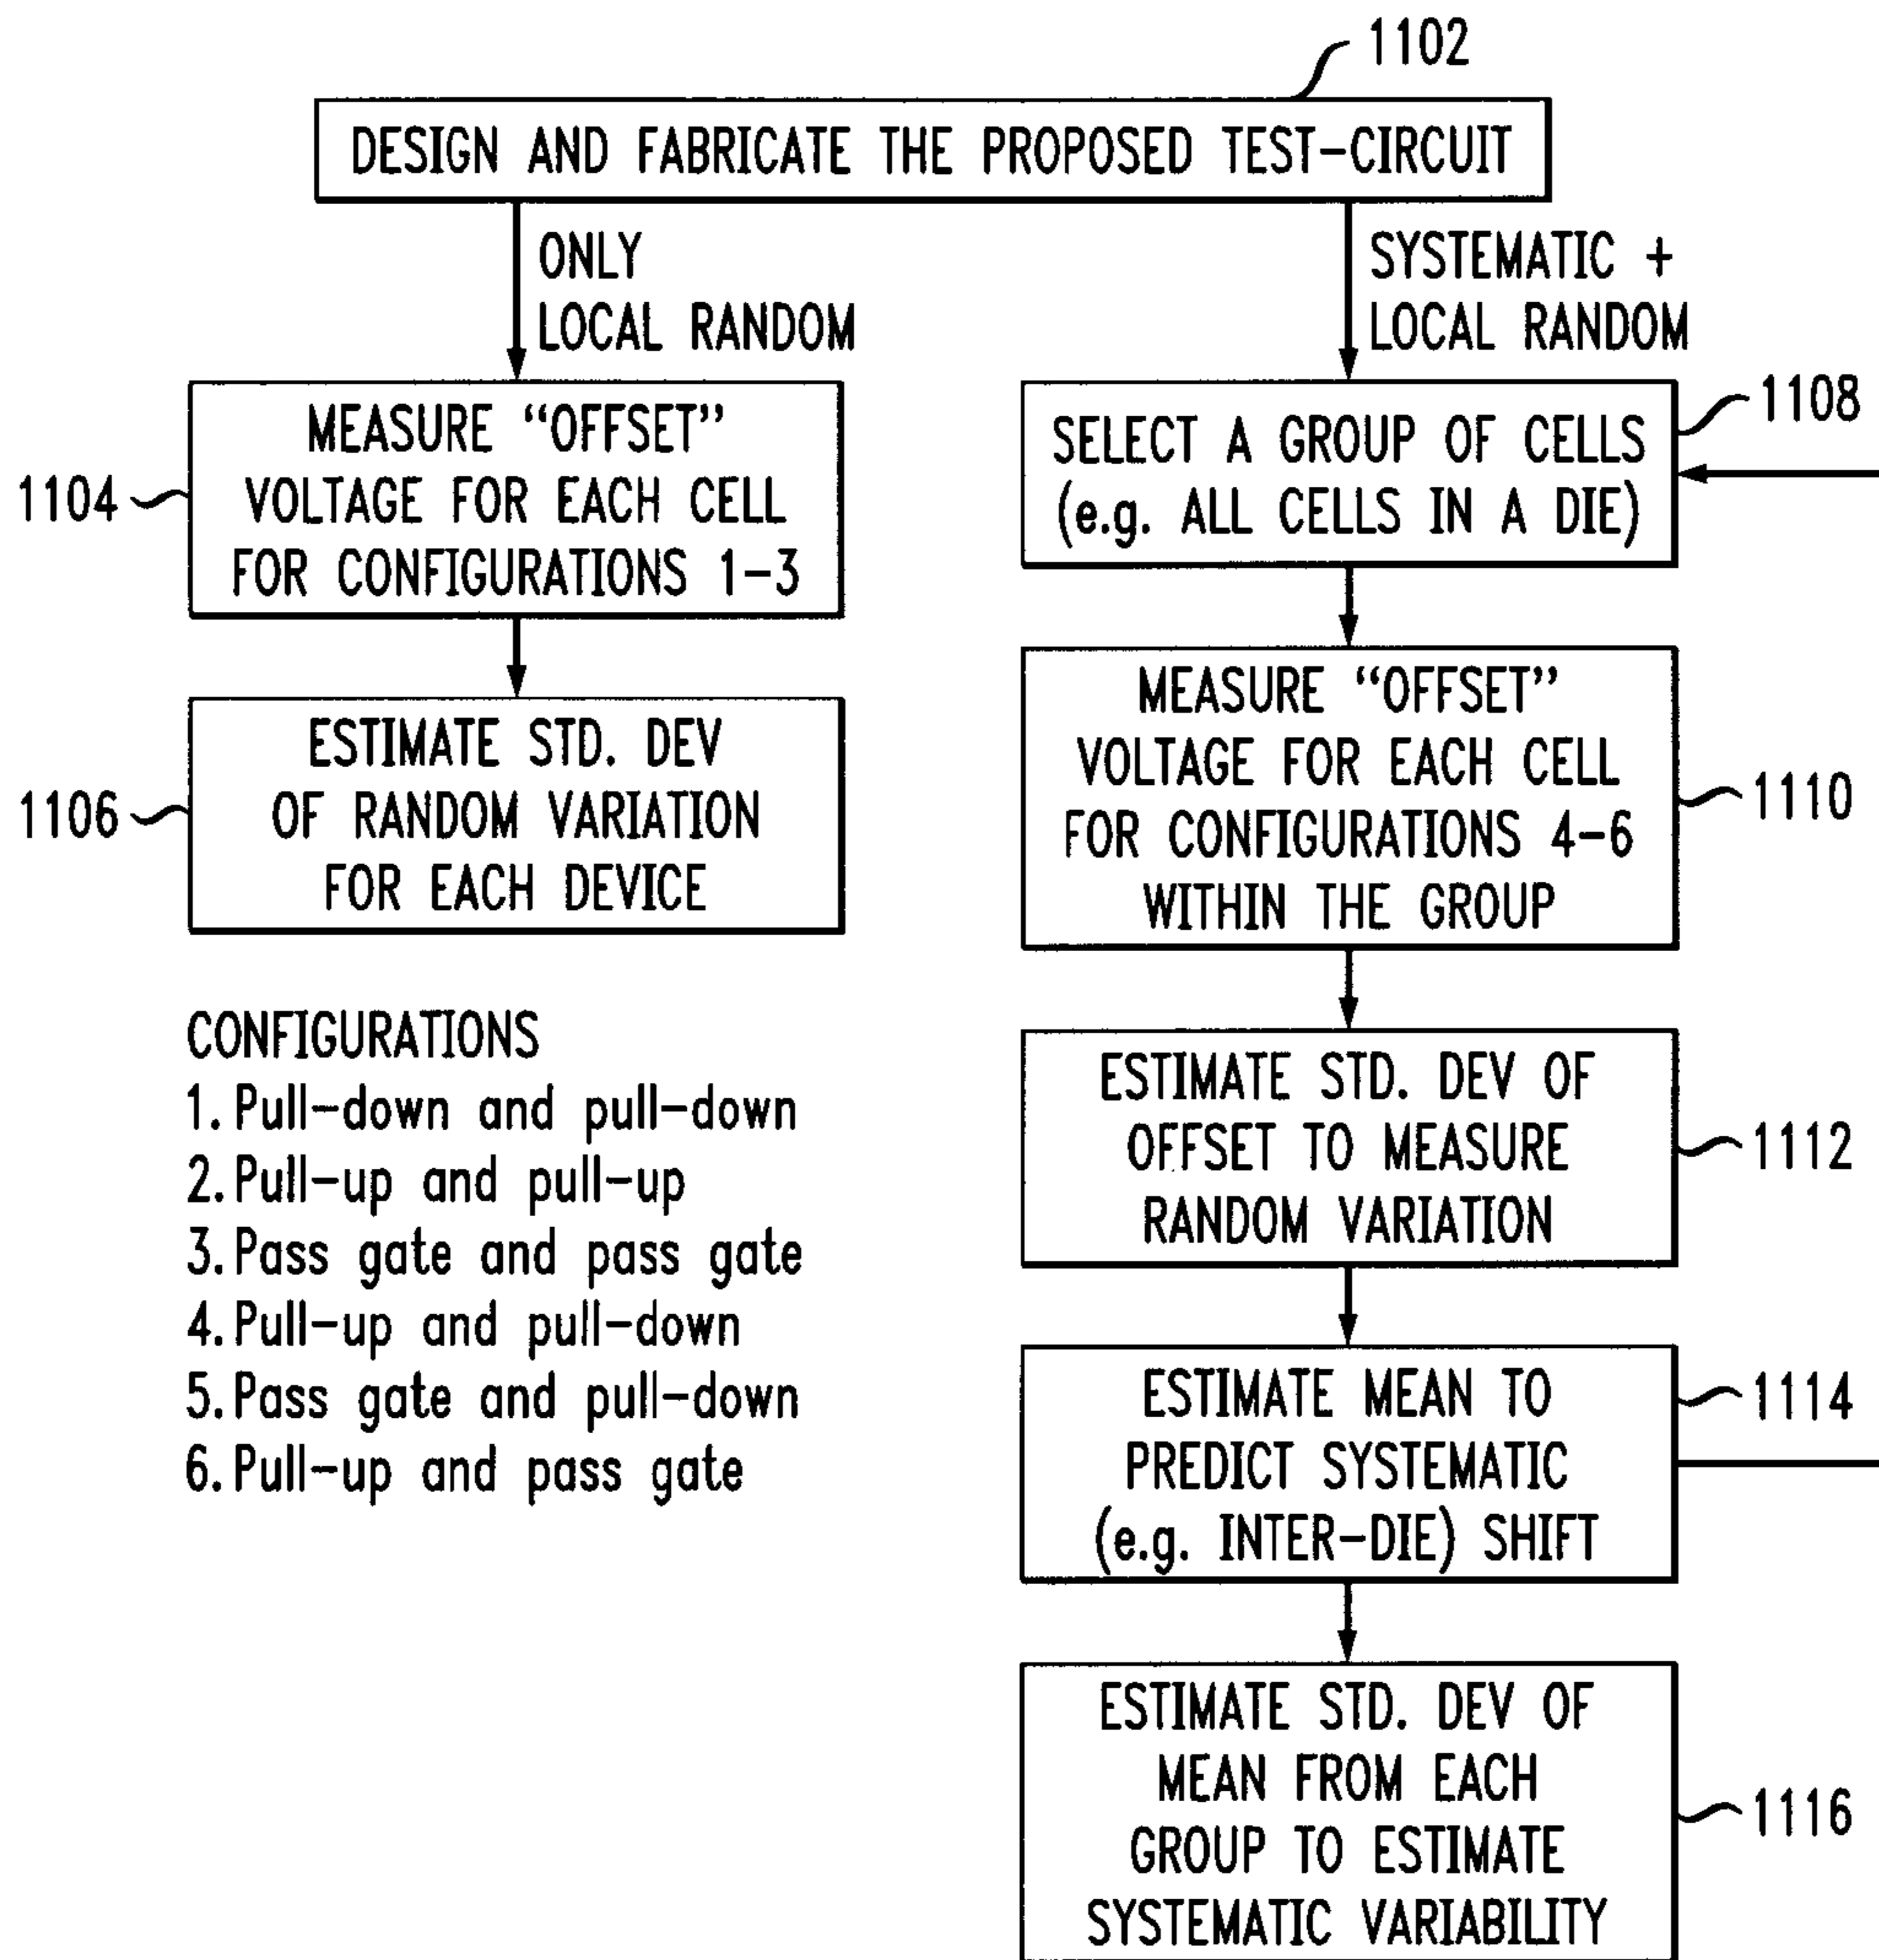 1102
DESIGN AND FABRICATE THE PROPOSED TEST-CIRCUIT
ONLY
LOCAL RANDOM
SYSTEMATIC +
LOCAL RANDOM
1104
MEASURE “OFFSET”
VOLTAGE FOR EACH CELL
FOR CONFIGURATIONS 1-3
1106
ESTIMATE STD. DEV
OF RANDOM VARIATION
FOR EACH DEVICE
1108
SELECT A GROUP OF CELLS
(e.g. ALL CELLS IN A DIE)
MEASURE “OFFSET”
VOLTAGE FOR EACH CELL
FOR CONFIGURATIONS 4-6
WITHIN THE GROUP
1110
ESTIMATE STD. DEV OF
OFFSET TO MEASURE
RANDOM VARIATION
1112
ESTIMATE MEAN TO
PREDICT SYSTEMATIC
(e.g. INTER-DIE) SHIFT
1114
ESTIMATE STD. DEV OF
MEAN FROM EACH
GROUP TO ESTIMATE
SYSTEMATIC VARIABILITY
1116
CONFIGURATIONS
1. Pull-down and pull-down
2. Pull-up and pull-up
3. Pass gate and pass gate
4. Pull-up and pull-down
5. Pass gate and pull-down
6. Pull-up and pass gate